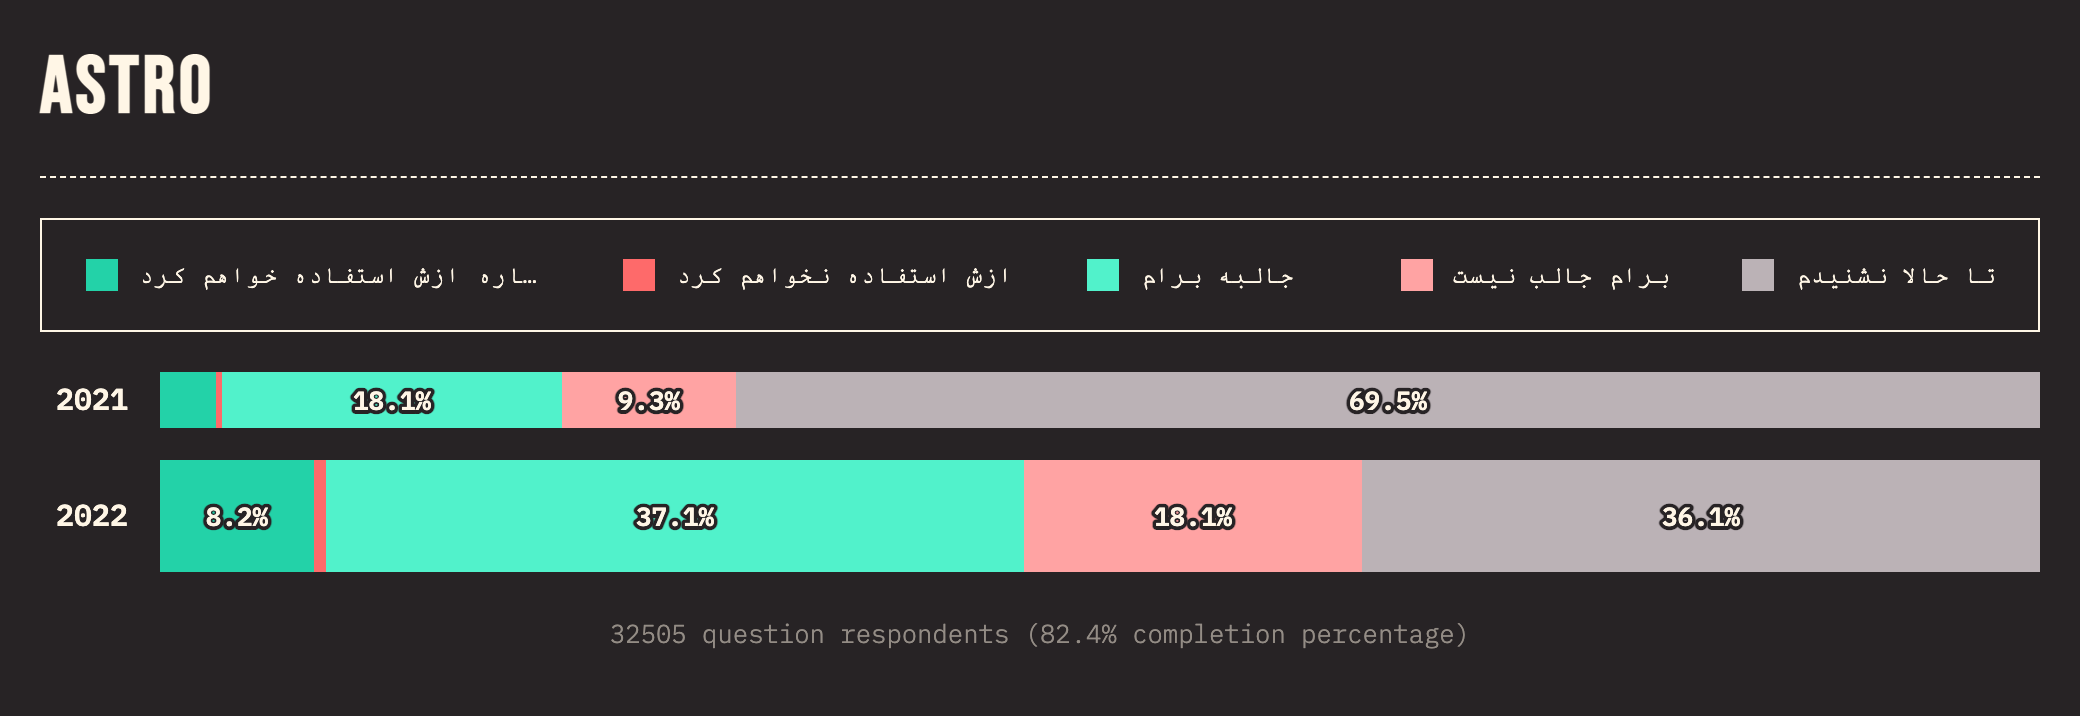 ASTRO
…اره ازش استفاده خواهم کرد
ازش استفاده نخواهم کرد
جالبه برام
برام جالب نیست
تا حالا نشنیدم
2021 18.1% 9.3% 69.5%
2022 8.2% 37.1% 18.1% 36.1%
32505 question respondents (82.4% completion percentage)